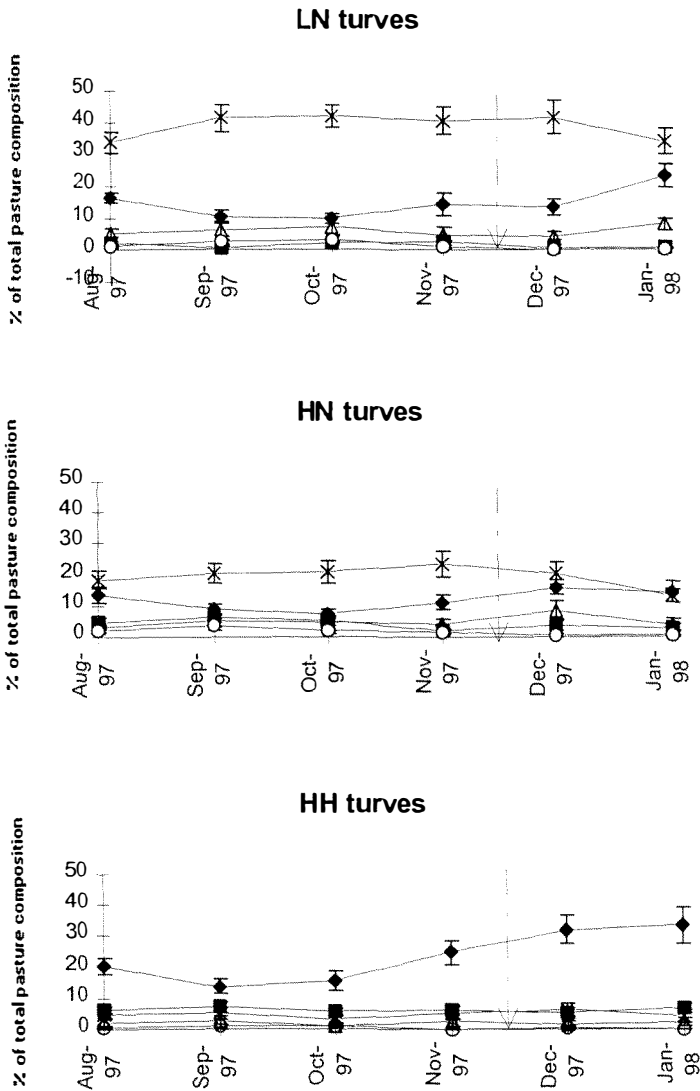 LN turves
% of total pasture composition
50
40
30
20
10
0
-10
Aug-97
Sep-97
Oct-97
Nov-97
Dec-97
Jan-98
HN turves
% of total pasture composition
50
40
30
20
10
0
Aug-97
Sep-97
Oct-97
Nov-97
Dec-97
Jan-98
HH turves
% of total pasture composition
50
40
30
20
10
0
Aug-97
Sep-97
Oct-97
Nov-97
Dec-97
Jan-98